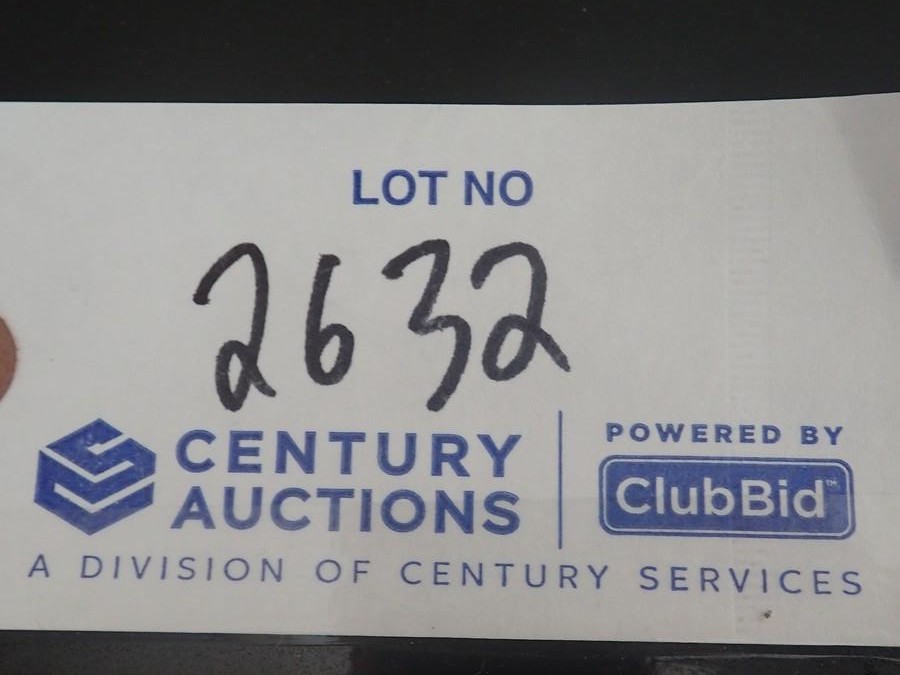 LOT NO
2632
CENTURY
AUCTIONS
POWERED BY
ClubBid™
A DIVISION OF CENTURY SERVICES